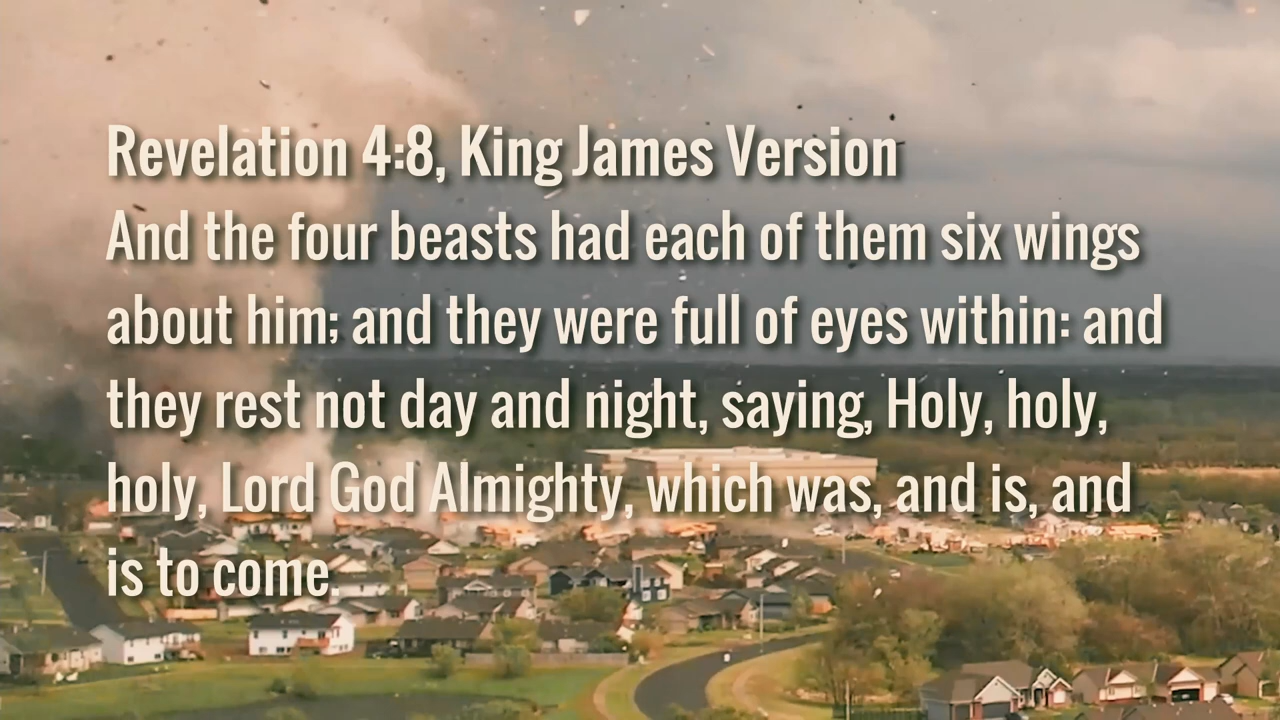 Revelation 4:8, King James Version
And the four beasts had each of them six wings
about him; and they were full of eyes within: and
they rest not day and night, saying, Holy, holy,
holy, Lord God Almighty, which was, and is, and
is to come.